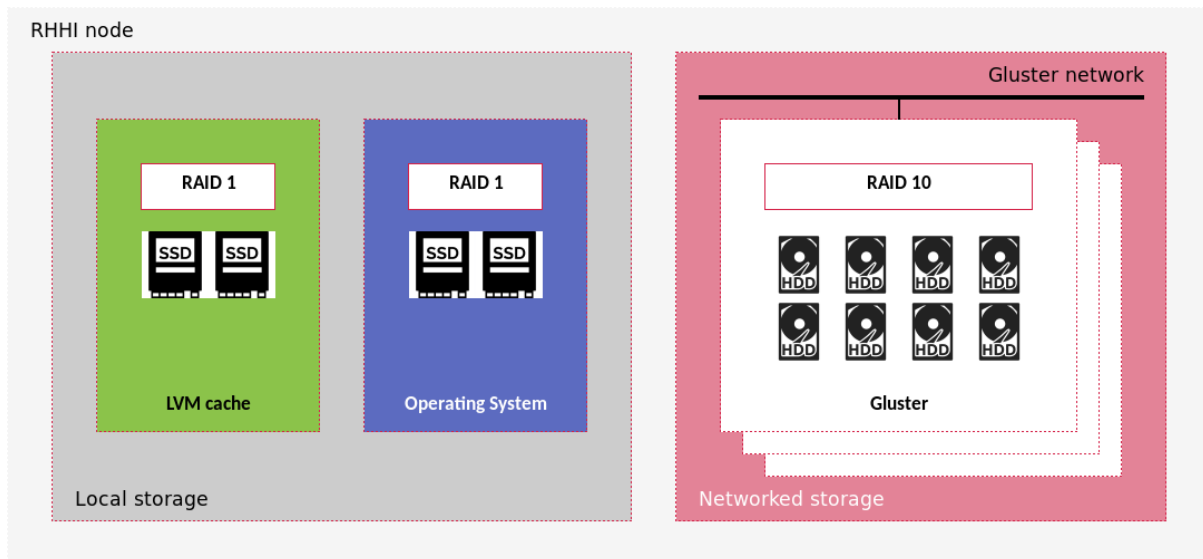 RHHI node
Gluster network
RAID 1
RAID 1
RAID 10
SSD SSD
SSD SSD
HDD HDD HDD HDD
HDD HDD HDD HDD
LVM cache
Operating System
Gluster
Local storage
Networked storage